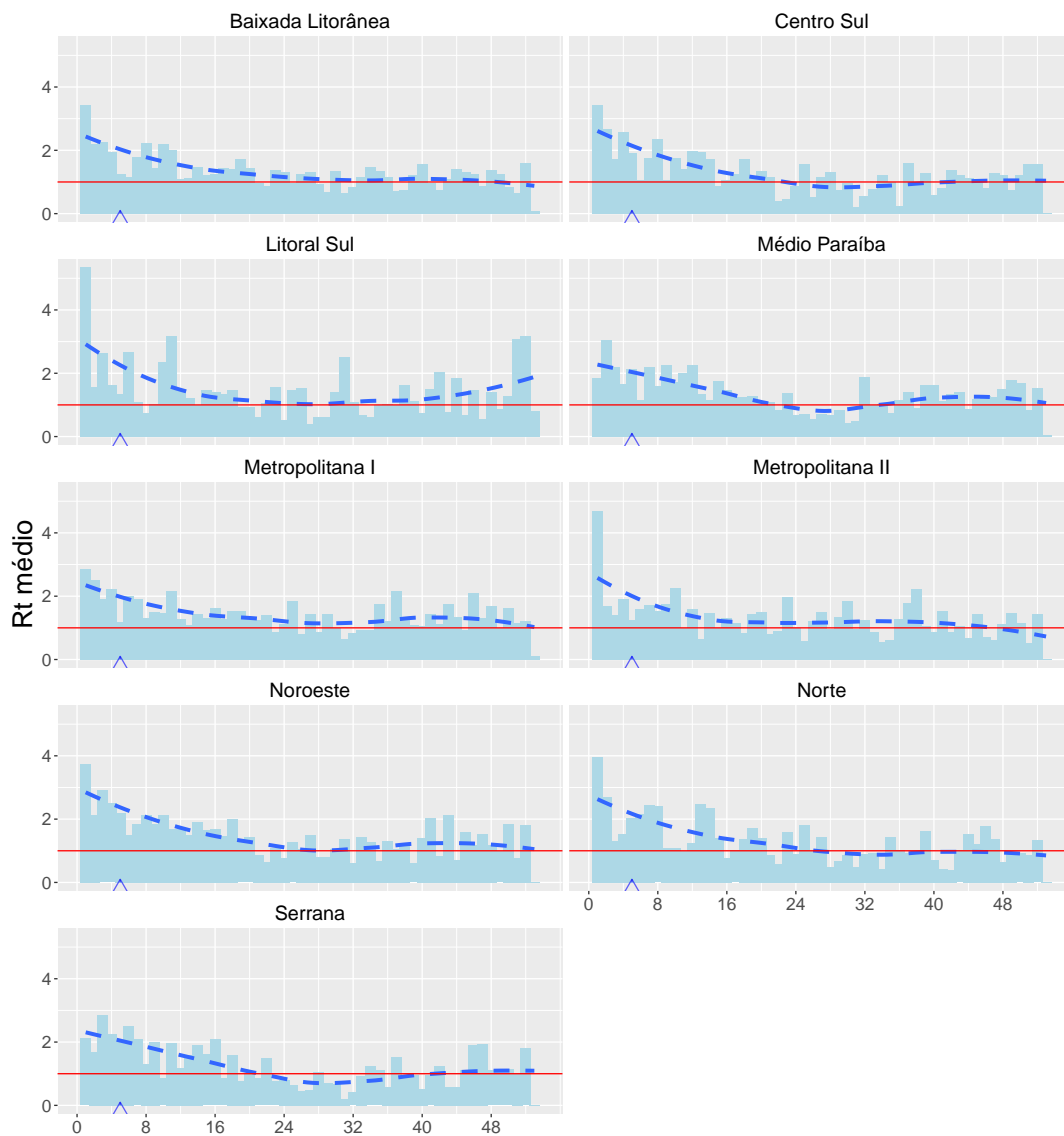 Baixada Litorânea
Centro Sul
4
2
0
Litoral Sul
Médio Paraíba
4
2
0
Metropolitana I
Metropolitana II
Rt médio
4
2
0
Noroeste
Norte
4
2
0
0 8 16 24 32 40 48
Serrana
4
2
0
0 8 16 24 32 40 48